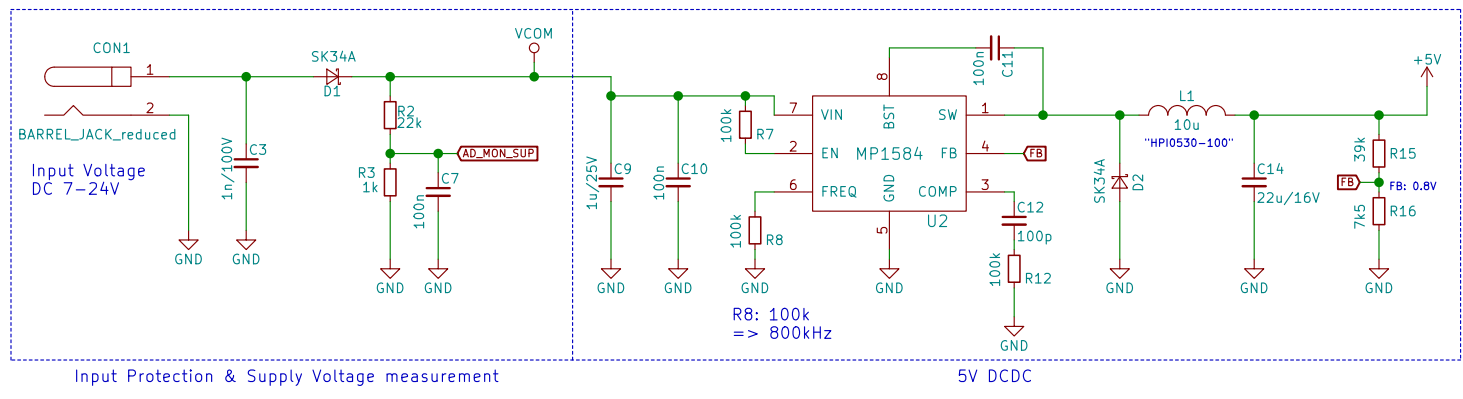 CON1
1
2
BARREL_JACK_reduced
Input Voltage
DC 7-24V
GND
C3
1n/100V
GND
SK34A
D1
R2
22k
R3
1k
AD_MON_SUP
C7
100n
GND
GND
VCOM
C9
1u/25V
GND
C10
100n
GND
100k
R7
100k
R8
GND
R8: 100k
=> 800kHz
8
7
VIN
BST
SW
1
2
EN
MP1584
FB
4
FB
6
FREQ
GND
COMP
3
5
U2
GND
100n
C11
C12
100p
100k
R12
GND
SK34A
D2
GND
L1
10u
"HPI0530-100"
C14
22u/16V
GND
+5V
39k
R15
FB
FB: 0.8V
7k5
R16
GND
Input Protection & Supply Voltage measurement
5V DCDC